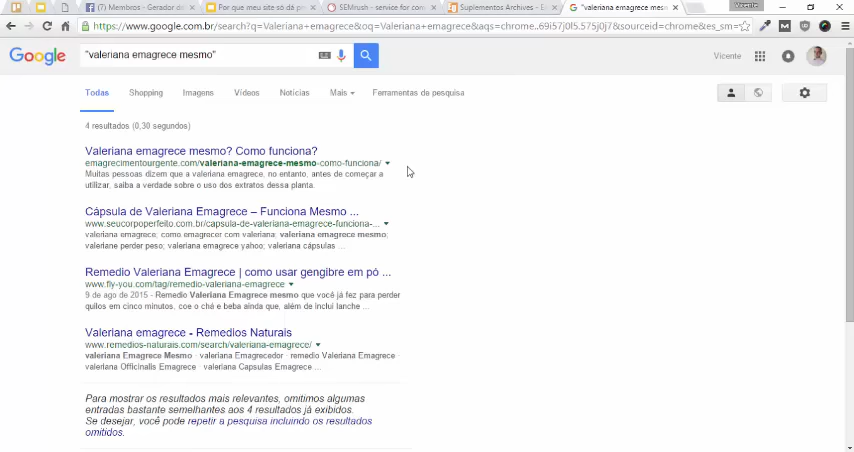 Membros - Gerador de
Por que meu site só dá pi
SEMrush - service for com
Suplementos Archives - E
"valeriana emagrece mes
Vicente
https://www.google.com.br/search?q=Valeriana+emagrece&oq=Valeriana+emagrece&aqs=chrome..69i57j0l5.575j0j7&sourceid=chrome&es_sm=
Google
"valeriana emagrece mesmo"
Vicente
Todas
Shopping
Imagens
Vídeos
Notícias
Mais
Ferramentas de pesquisa
4 resultados (0,30 segundos)
Valeriana emagrece mesmo? Como funciona?
emagrecimentourgente.com/valeriana-emagrece-mesmo-como-funciona/
Muitas pessoas dizem que a valeriana emagrece, no entanto, antes de começar a
utilizar, saiba a verdade sobre o uso dos extratos dessa planta.
Cápsula de Valeriana Emagrece – Funciona Mesmo ...
www.seucorpoperfeito.com.br/capsula-de-valeriana-emagrece-funciona-...
valeriana emagrece; como emagrecer com valeriana; valeriana emagrece mesmo;
valeriane perder peso; valeriana emagrece yahoo; valeriana cápsulas ...
Remedio Valeriana Emagrece | como usar gengibre em pó ...
www.fly-you.com/tag/remedio-valeriana-emagrece
9 de ago de 2015 - Remedio Valeriana Emagrece mesmo que você já fez para perder
quilos em cinco minutos, coe o chá e beba ainda que, além de incluí lanche ...
Valeriana emagrece - Remedios Naturais
www.remedios-naturais.com/search/valeriana-emagrece/
valeriana Emagrece Mesmo · valeriana Emagrecedor · remedio Valeriana Emagrece ·
valeriana Officinalis Emagrece · valeriana Capsulas Emagrece ...
Para mostrar os resultados mais relevantes, omitimos algumas
entradas bastante semelhantes aos 4 resultados já exibidos.
Se desejar, você pode repetir a pesquisa incluindo os resultados
omitidos.